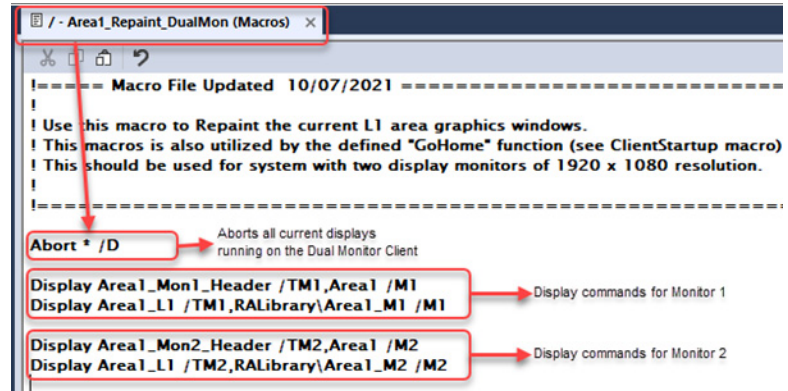 / - Area1_Repaint_DualMon (Macros) ×
!===== Macro File Updated 10/07/2021 ============================
!
! Use this macro to Repaint the current L1 area graphics windows.
! This macros is also utilized by the defined "GoHome" function (see ClientStartup macro)
! This should be used for system with two display monitors of 1920 x 1080 resolution.
!
!=======================================================
Abort * /D
Aborts all current displays
running on the Dual Monitor Client
Display Area1_Mon1_Header /TM1,Area1 /M1
Display Area1_L1 /TM1,RALibrary\Area1_M1 /M1
Display commands for Monitor 1
Display Area1_Mon2_Header /TM2,Area1 /M2
Display Area1_L1 /TM2,RALibrary\Area1_M2 /M2
Display commands for Monitor 2